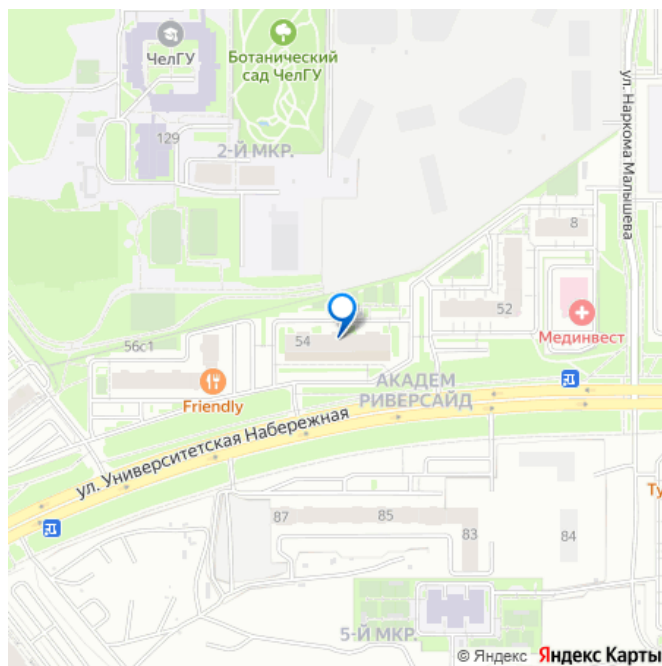 ЧелГУ
Ботанический
сад ЧелГУ
129
2-Й МКР.
ул. Наркома Малышева
8
52
Мединвест
54
56с1
Friendly
АКАДЕМ
РИВЕРСАЙД
ул. Университетская Набережная
87
85
83
84
Ту
5-Й МКР.
© Яндекс Яндекс Карты